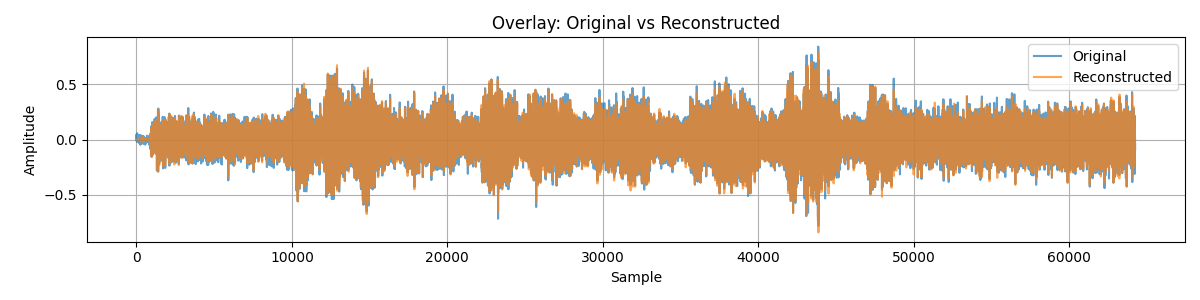 Overlay: Original vs Reconstructed
Original
Reconstructed
Amplitude
0.5
0.0
−0.5
0 10000 20000 30000 40000 50000 60000
Sample